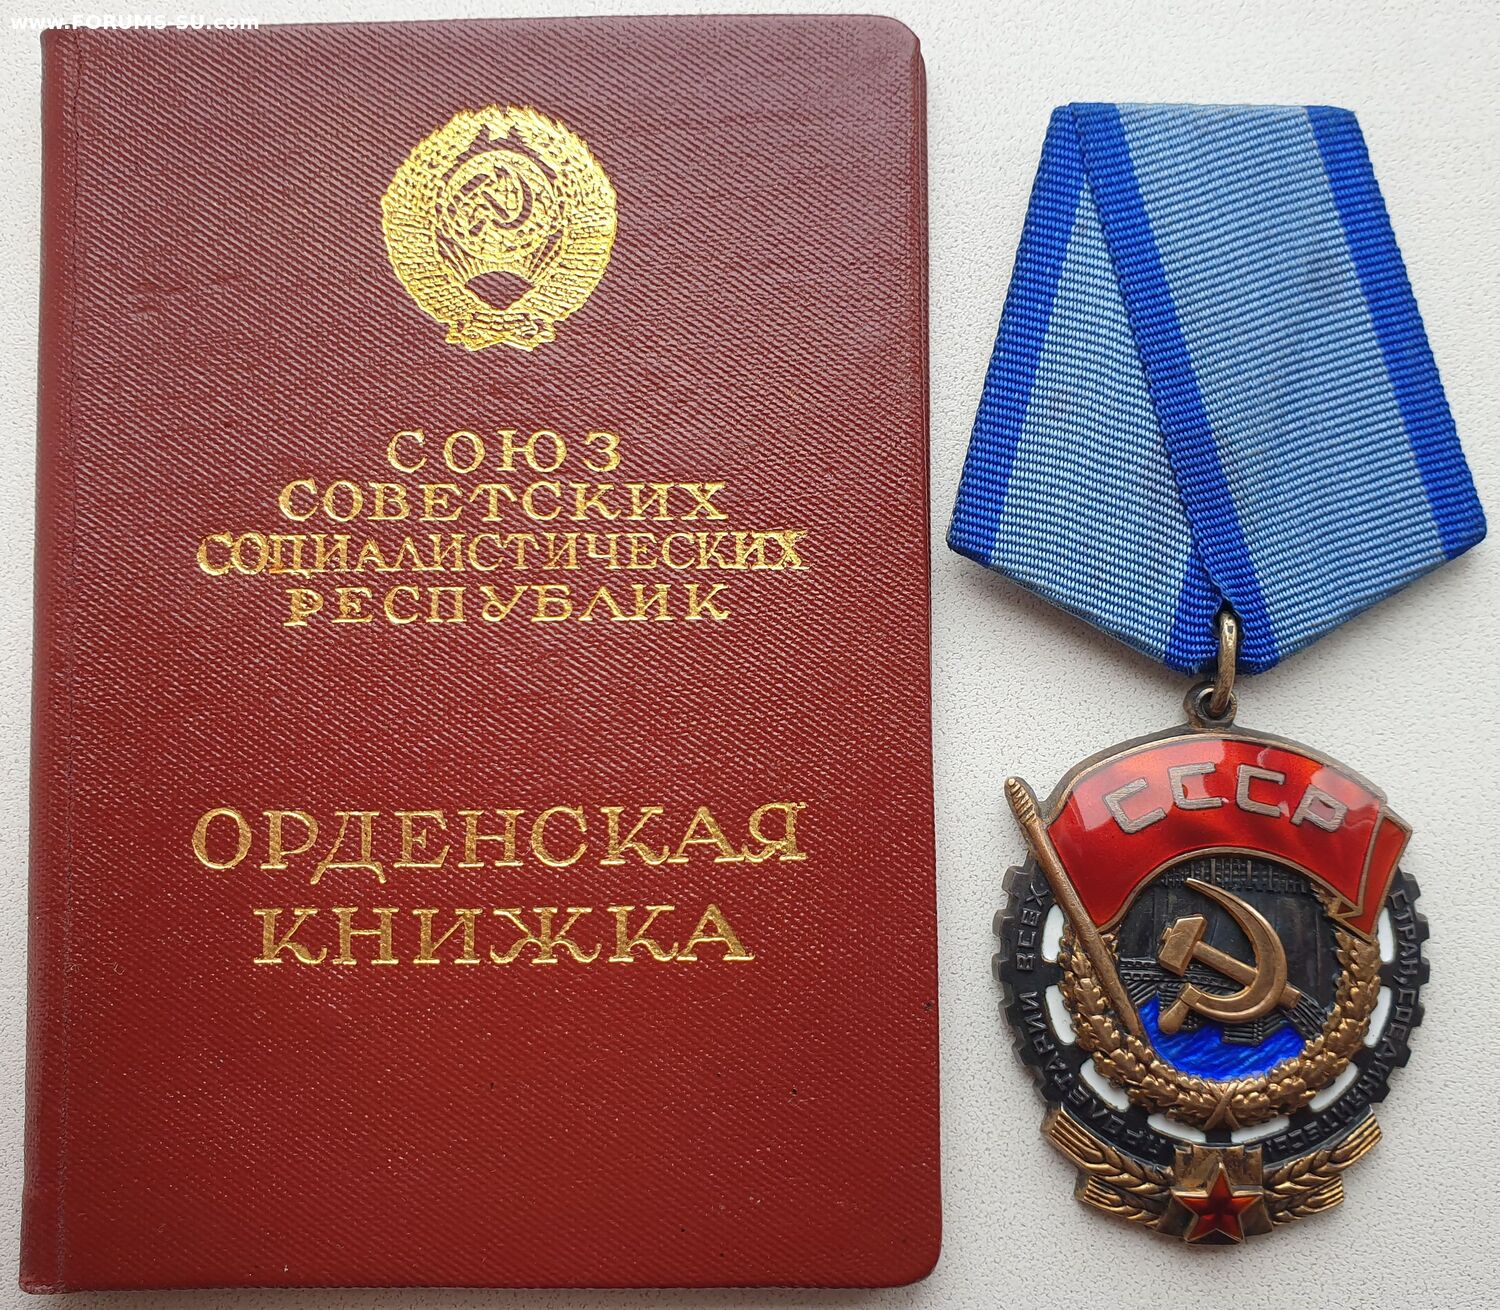 www.FORUMS-SU.com
СОЮЗ
СОВЕТСКИХ
СОЦИАЛИСТИЧЕСКИХ
РЕСПУБЛИК
ОРДЕНСКАЯ
КНИЖКА
СССР
ПРОЛЕТАРИИ ВСЕХ
СТРАН, СОЕДИНЯЙТЕСЬ!